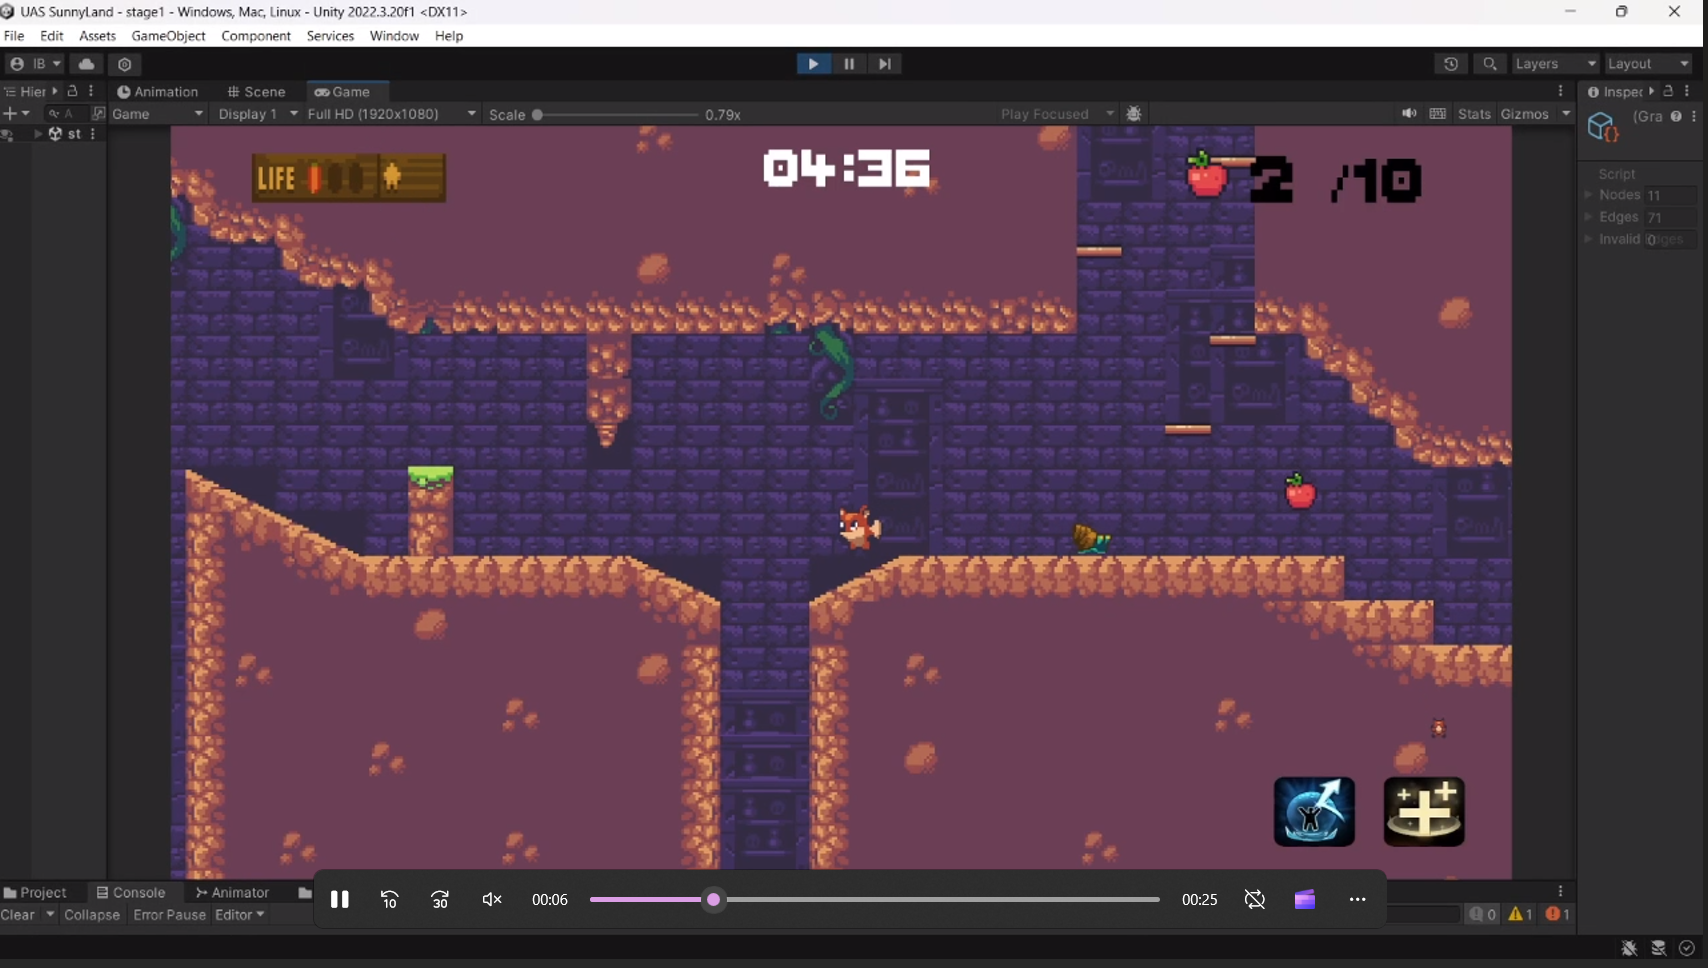 UAS SunnyLand - stage1 - Windows, Mac, Linux - Unity 2022.3.20f1 <DX11>
File Edit Assets GameObject Component Services Window Help
IB Layers Layout
Hier Animation Scene Game Inspec
Game Display 1 Full HD (1920x1080) Scale 0.79x Play Focused Stats Gizmos
st (Gra
LIFE 04:36 2 /10
Script
Nodes 11
Edges 71
Invalid 0
Project Console Animator
Clear Collapse Error Pause Editor 0 1 1
10 30 00:06 00:25